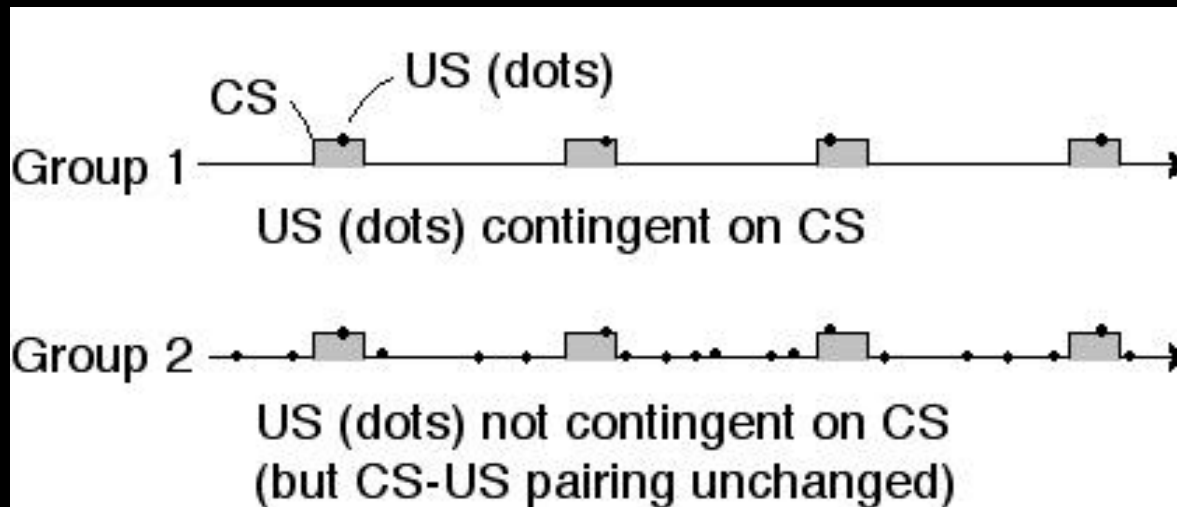 US (dots)
CS
Group 1
US (dots) contingent on CS
Group 2
US (dots) not contingent on CS
(but CS-US pairing unchanged)